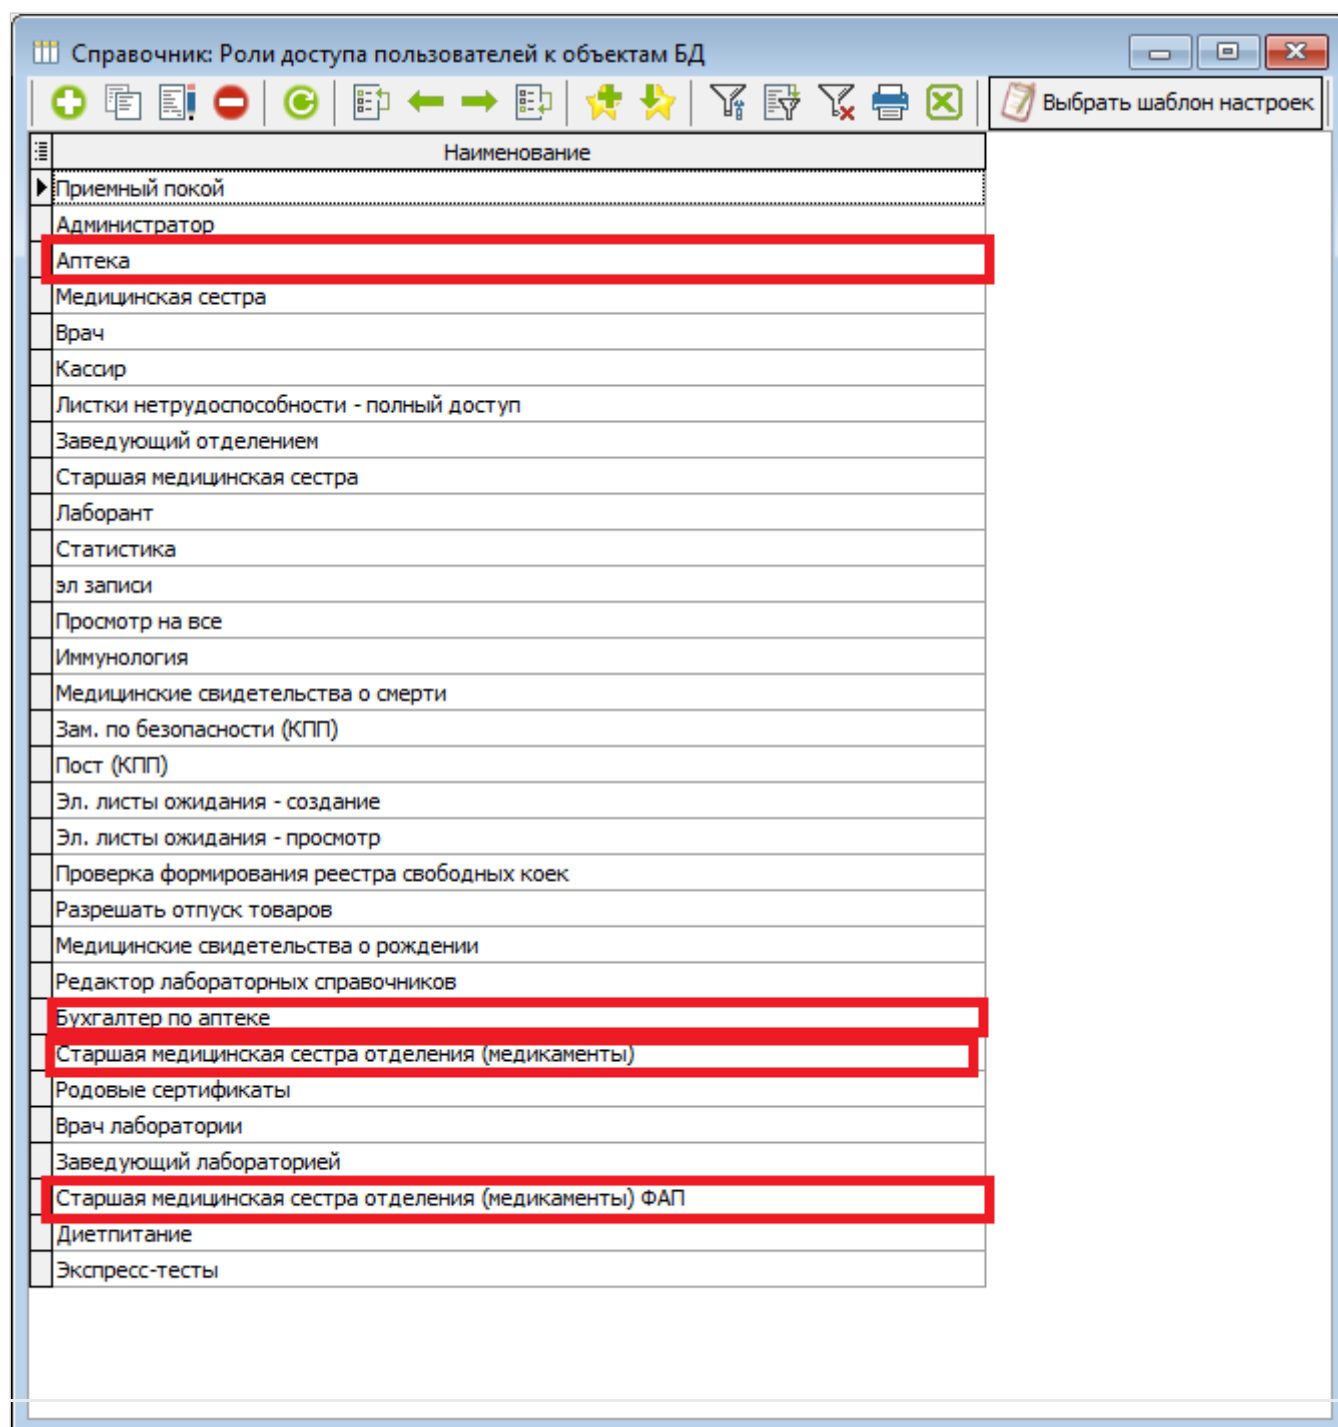 Справочник: Роли доступа пользователей к объектам БД
Выбрать шаблон настроек
Наименование
Приемный покой
Администратор
Аптека
Медицинская сестра
Врач
Кассир
Листки нетрудоспособности - полный доступ
Заведующий отделением
Старшая медицинская сестра
Лаборант
Статистика
эл записи
Просмотр на все
Иммунология
Медицинские свидетельства о смерти
Зам. по безопасности (КПП)
Пост (КПП)
Эл. листы ожидания - создание
Эл. листы ожидания - просмотр
Проверка формирования реестра свободных коек
Разрешать отпуск товаров
Медицинские свидетельства о рождении
Редактор лабораторных справочников
Бухгалтер по аптеке
Старшая медицинская сестра отделения (медикаменты)
Родовые сертификаты
Врач лаборатории
Заведующий лабораторией
Старшая медицинская сестра отделения (медикаменты) ФАП
Диетпитание
Экспресс-тесты